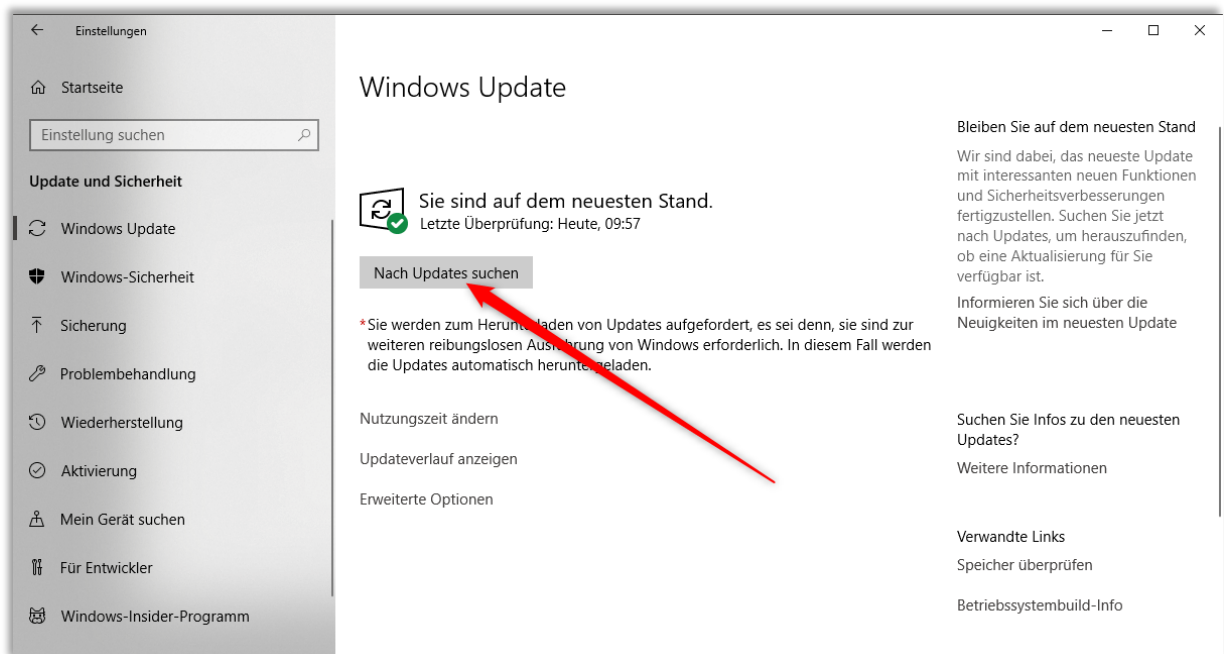 Einstellungen
Startseite
Einstellung suchen
Update und Sicherheit
Windows Update
Windows-Sicherheit
Sicherung
Problembehandlung
Wiederherstellung
Aktivierung
Mein Gerät suchen
Für Entwickler
Windows-Insider-Programm
Windows Update
Sie sind auf dem neuesten Stand.
Letzte Überprüfung: Heute, 09:57
Nach Updates suchen
*Sie werden zum Herunterladen von Updates aufgefordert, es sei denn, sie sind zur
weiteren reibungslosen Ausführung von Windows erforderlich. In diesem Fall werden
die Updates automatisch heruntergeladen.
Nutzungszeit ändern
Updateverlauf anzeigen
Erweiterte Optionen
Bleiben Sie auf dem neuesten Stand
Wir sind dabei, das neueste Update
mit interessanten neuen Funktionen
und Sicherheitsverbesserungen
fertigzustellen. Suchen Sie jetzt
nach Updates, um herauszufinden,
ob eine Aktualisierung für Sie
verfügbar ist.
Informieren Sie sich über die
Neuigkeiten im neuesten Update
Suchen Sie Infos zu den neuesten
Updates?
Weitere Informationen
Verwandte Links
Speicher überprüfen
Betriebssystembuild-Info